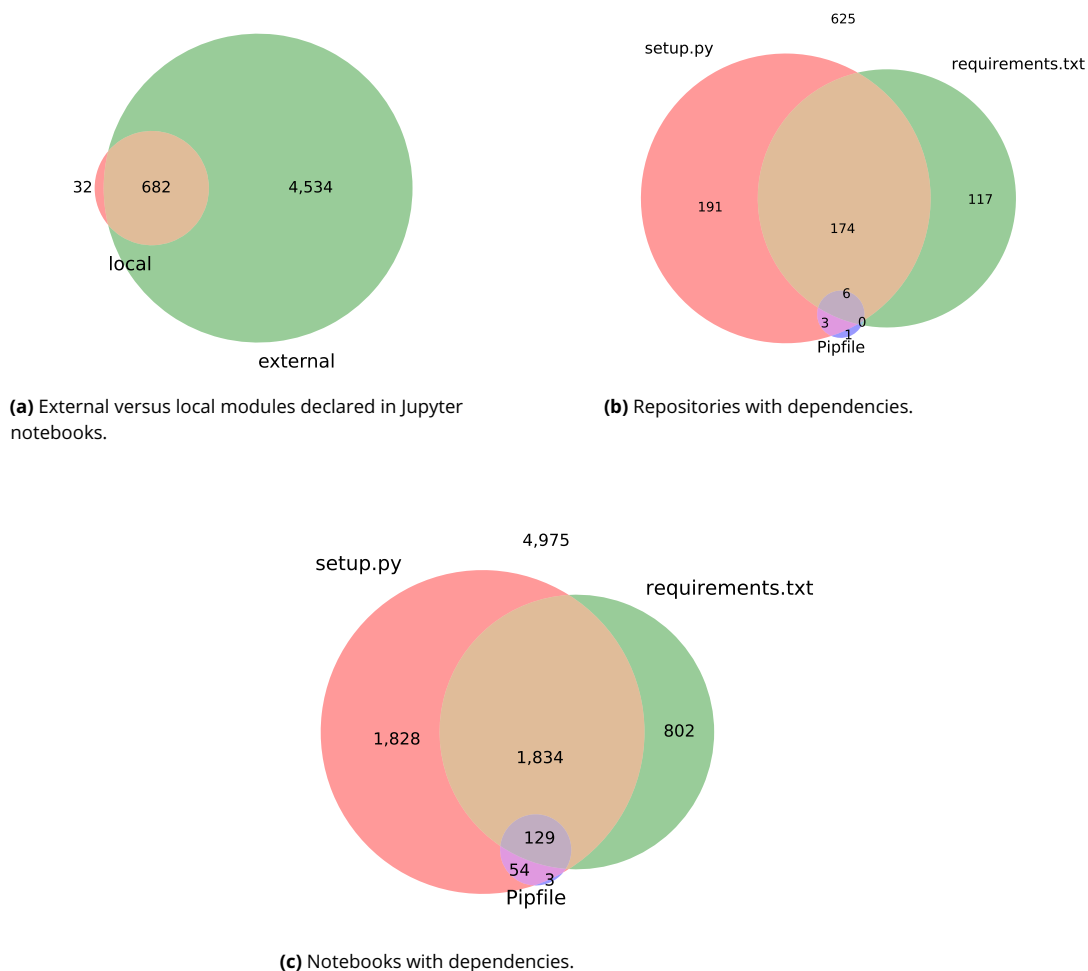 32
682
4,534
local
external
(a) External versus local modules declared in Jupyter
notebooks.
625
setup.py
requirements.txt
191
174
117
6
3
0
1
Pipfile
(b) Repositories with dependencies.
4,975
setup.py
requirements.txt
1,828
1,834
802
129
54
3
Pipfile
(c) Notebooks with dependencies.